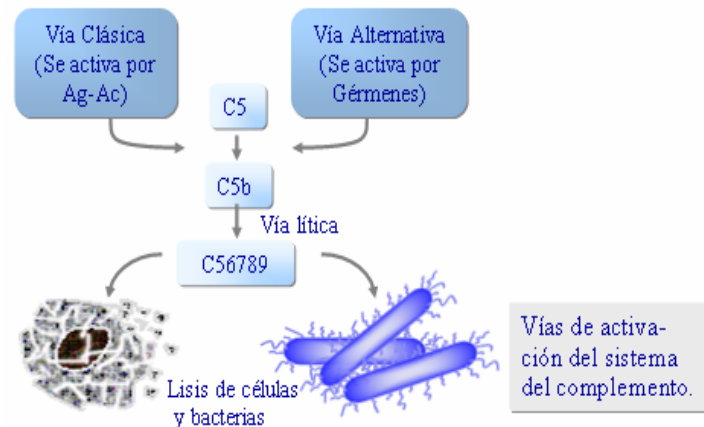 Vía Clásica
(Se activa por
Ag-Ac)
Vía Alternativa
(Se activa por
Gérmenes)
C5
C5b
Vía lítica
C56789
Lisis de células
y bacterias
Vías de activa-
ción del sistema
del complemento.